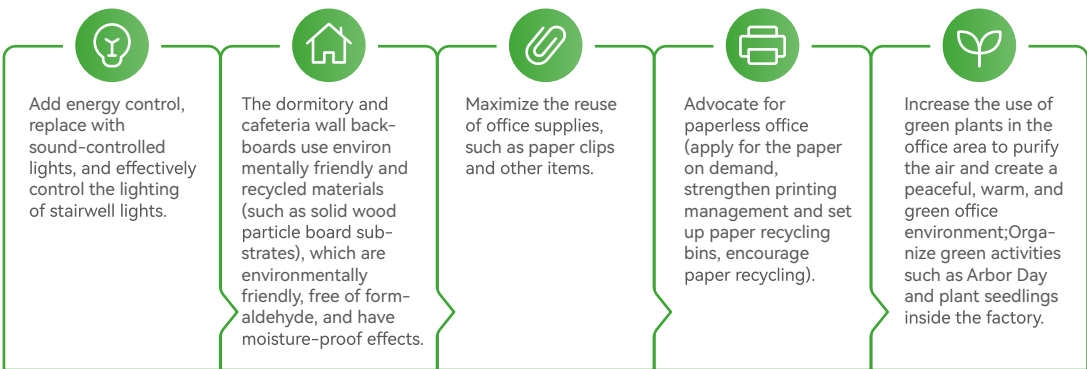 Add energy control,
replace with
sound-controlled
lights, and effectively
control the lighting
of stairwell lights.
The dormitory and
cafeteria wall back-
boards use environ
mentally friendly and
recycled materials
(such as solid wood
particle board sub-
strates), which are
environmentally
friendly, free of form-
aldehyde, and have
moisture-proof effects.
Maximize the reuse
of office supplies,
such as paper clips
and other items.
Advocate for
paperless office
(apply for the paper
on demand,
strengthen printing
management and set
up paper recycling
bins, encourage
paper recycling).
Increase the use of
green plants in the
office area to purify
the air and create a
peaceful, warm, and
green office
environment;Orga-
nize green activities
such as Arbor Day
and plant seedlings
inside the factory.